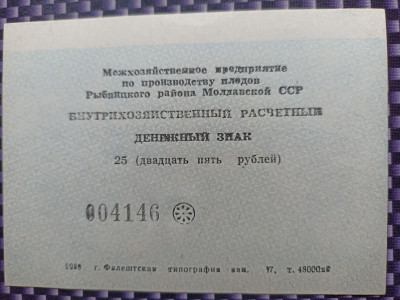 Межхозяйственное предприятие
по производству плодов
Рыбницкого района Молдавской ССР
ВНУТРИХОЗЯЙСТВЕННЫЙ РАСЧЕТНЫЙ
ДЕНЕЖНЫЙ ЗНАК
25 (двадцать пять рублей)
004146
г. Фалештская типография зак. т.